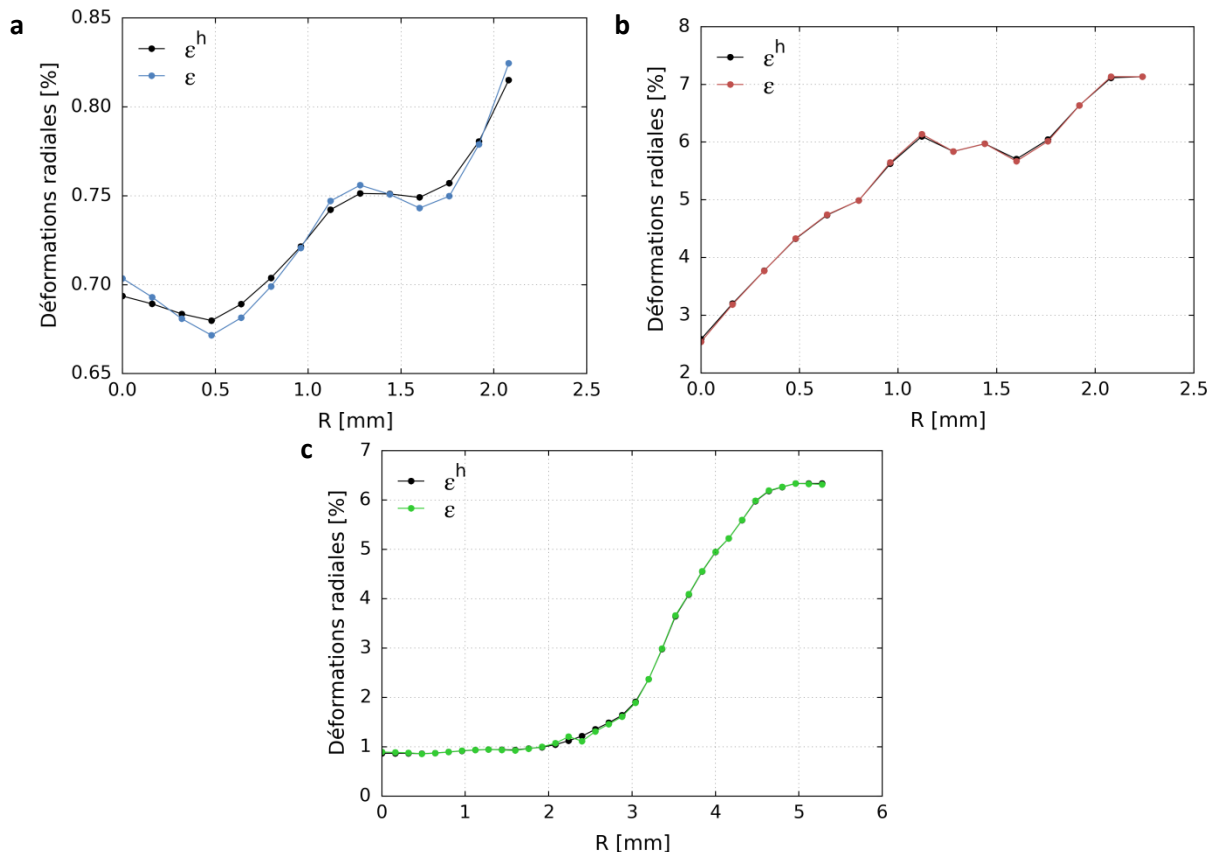 a
Déformations radiales [%]
0.85
0.80
0.75
0.70
0.65
ε^h
ε
0.0 0.5 1.0 1.5 2.0 2.5
R [mm]
b
Déformations radiales [%]
8
7
6
5
4
3
2
ε^h
ε
0.0 0.5 1.0 1.5 2.0 2.5
R [mm]
c
Déformations radiales [%]
7
6
5
4
3
2
1
0
ε^h
ε
0 1 2 3 4 5 6
R [mm]